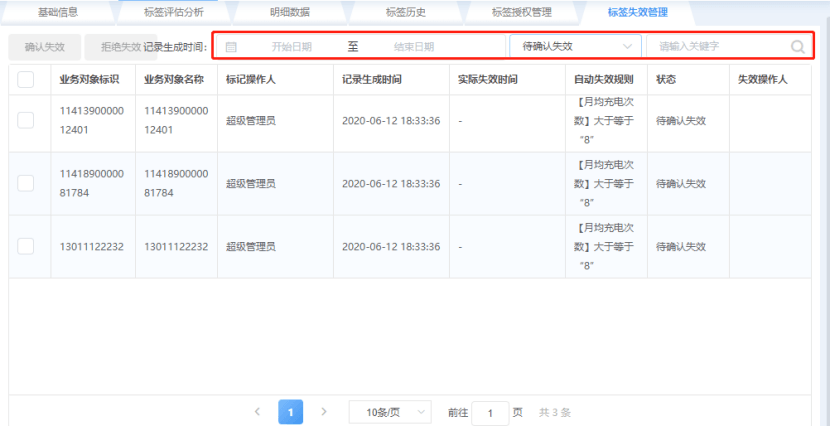 基础信息 标签评估分析 明细数据 标签历史 标签授权管理 标签失效管理
确认失效 拒绝失效 记录生成时间: 开始日期 至 结束日期 待确认失效 请输入关键字
业务对象标识 业务对象名称 标记操作人 记录生成时间 实际失效时间 自动失效规则 状态 失效操作人
1141390000012401 1141390000012401 超级管理员 2020-06-12 18:33:36 - 【月均充电次数】大于等于“8” 待确认失效
1141890000081784 1141890000081784 超级管理员 2020-06-12 18:33:36 - 【月均充电次数】大于等于“8” 待确认失效
13011122232 13011122232 超级管理员 2020-06-12 18:33:36 - 【月均充电次数】大于等于“8” 待确认失效
1 10条/页 前往 1 页 共 3 条